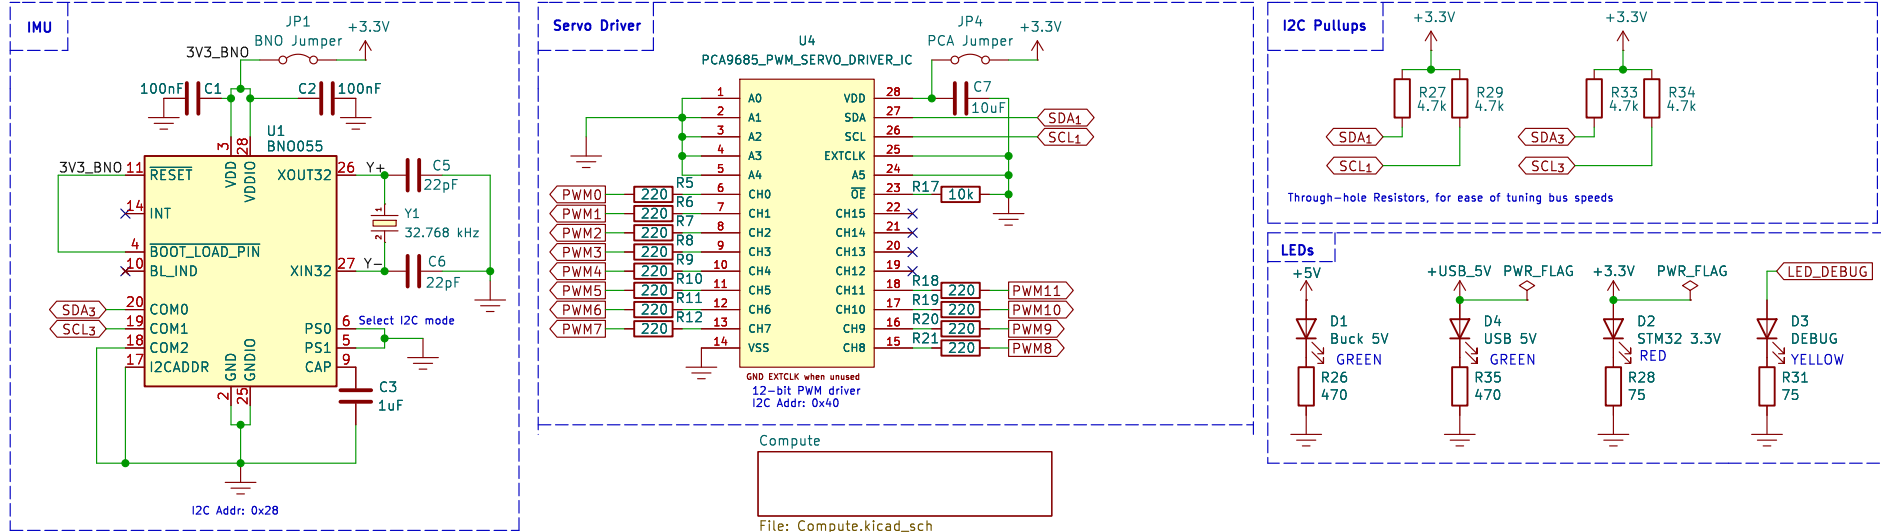 IMU
JP1
BNO Jumper
+3.3V
3V3_BNO
100nF
C1
C2
100nF
U1
BNO055
3V3_BNO
11
RESET
14
INT
4
BOOT_LOAD_PIN
10
BL_IND
SDA3
20
COM0
SCL3
19
COM1
18
COM2
17
I2CADDR
3
VDD
28
VDDIO
2
GND
25
GNDIO
XOUT32
26
Y+
C5
22pF
Y1
1
2
32.768 kHz
XIN32
27
Y-
C6
22pF
PS0
6
Select I2C mode
PS1
5
CAP
9
C3
1uF
I2C Addr: 0x28
Servo Driver
U4
PCA9685_PWM_SERVO_DRIVER_IC
JP4
PCA Jumper
+3.3V
C7
10uF
1
A0
2
A1
3
A2
4
A3
5
A4
PWM0
220
R5
6
CH0
PWM1
220
R6
7
CH1
PWM2
220
R7
8
CH2
PWM3
220
R8
9
CH3
PWM4
220
R9
10
CH4
PWM5
220
R10
11
CH5
PWM6
220
R11
12
CH6
PWM7
220
R12
13
CH7
14
VSS
VDD
28
SDA
27
SDA1
SCL
26
SCL1
EXTCLK
25
A5
24
OE
23
R17
10k
CH15
22
CH14
21
CH13
20
CH12
19
CH11
18
R18
220
PWM11
CH10
17
R19
220
PWM10
CH9
16
R20
220
PWM9
CH8
15
R21
220
PWM8
GND EXTCLK when unused
12-bit PWM driver
I2C Addr: 0x40
Compute
File: Compute.kicad_sch
I2C Pullups
+3.3V
R27
4.7k
R29
4.7k
SDA1
SCL1
+3.3V
R33
4.7k
R34
4.7k
SDA3
SCL3
Through-hole Resistors, for ease of tuning bus speeds
LEDs
+5V
D1
Buck 5V
GREEN
R26
470
+USB_5V
PWR_FLAG
D4
USB 5V
GREEN
R35
470
+3.3V
PWR_FLAG
D2
STM32 3.3V
RED
R28
75
LED_DEBUG
D3
DEBUG
YELLOW
R31
75